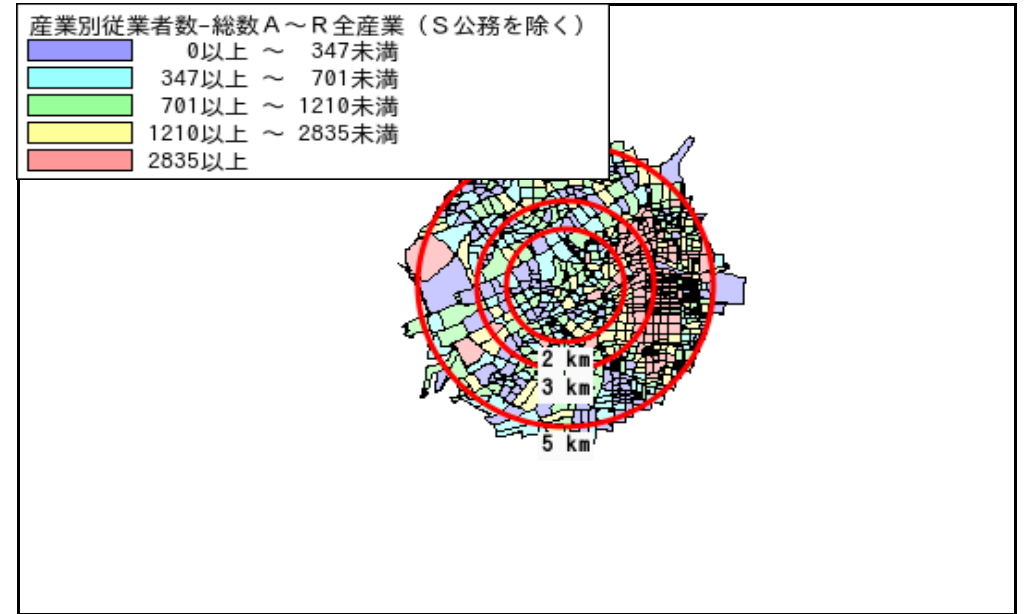 産業別従業者数-総数A～R全産業（S公務を除く）
0以上 ～ 347未満
347以上 ～ 701未満
701以上 ～ 1210未満
1210以上 ～ 2835未満
2835以上
2 km
3 km
5 km